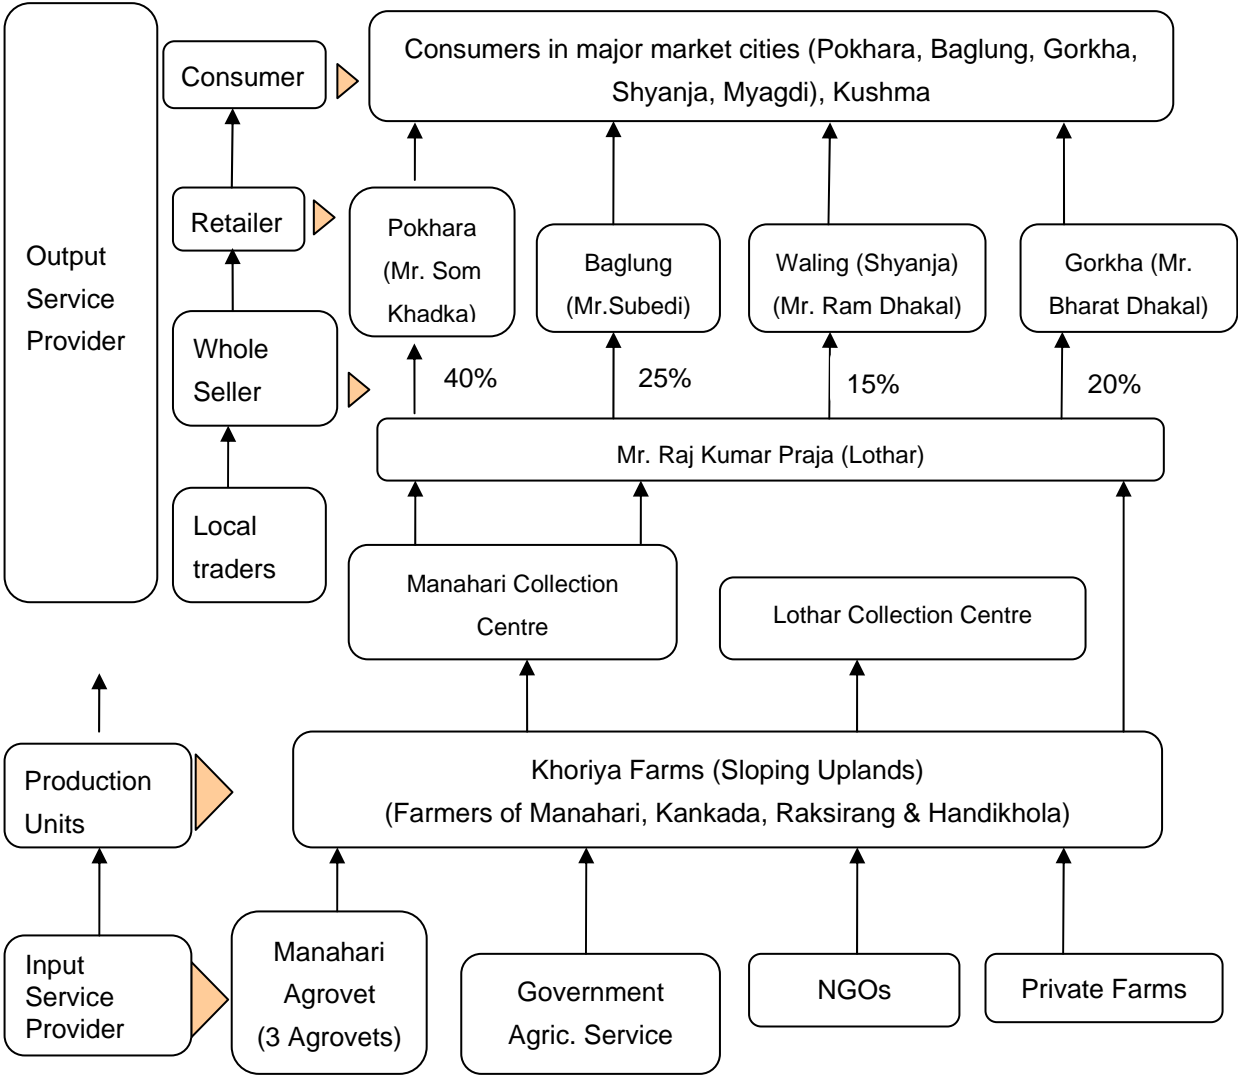 Consumer
Consumers in major market cities (Pokhara, Baglung, Gorkha,
Shyanja, Myagdi), Kushma
Output
Service
Provider
Retailer
Pokhara
(Mr. Som
Khadka)
Baglung
(Mr.Subedi)
Waling (Shyanja)
(Mr. Ram Dhakal)
Gorkha (Mr.
Bharat Dhakal)
Whole
Seller
40%
25%
15%
20%
Mr. Raj Kumar Praja (Lothar)
Local
traders
Manahari Collection
Centre
Lothar Collection Centre
Production
Units
Khoriya Farms (Sloping Uplands)
(Farmers of Manahari, Kankada, Raksirang & Handikhola)
Input
Service
Provider
Manahari
Agrovet
(3 Agrovets)
Government
Agric. Service
NGOs
Private Farms